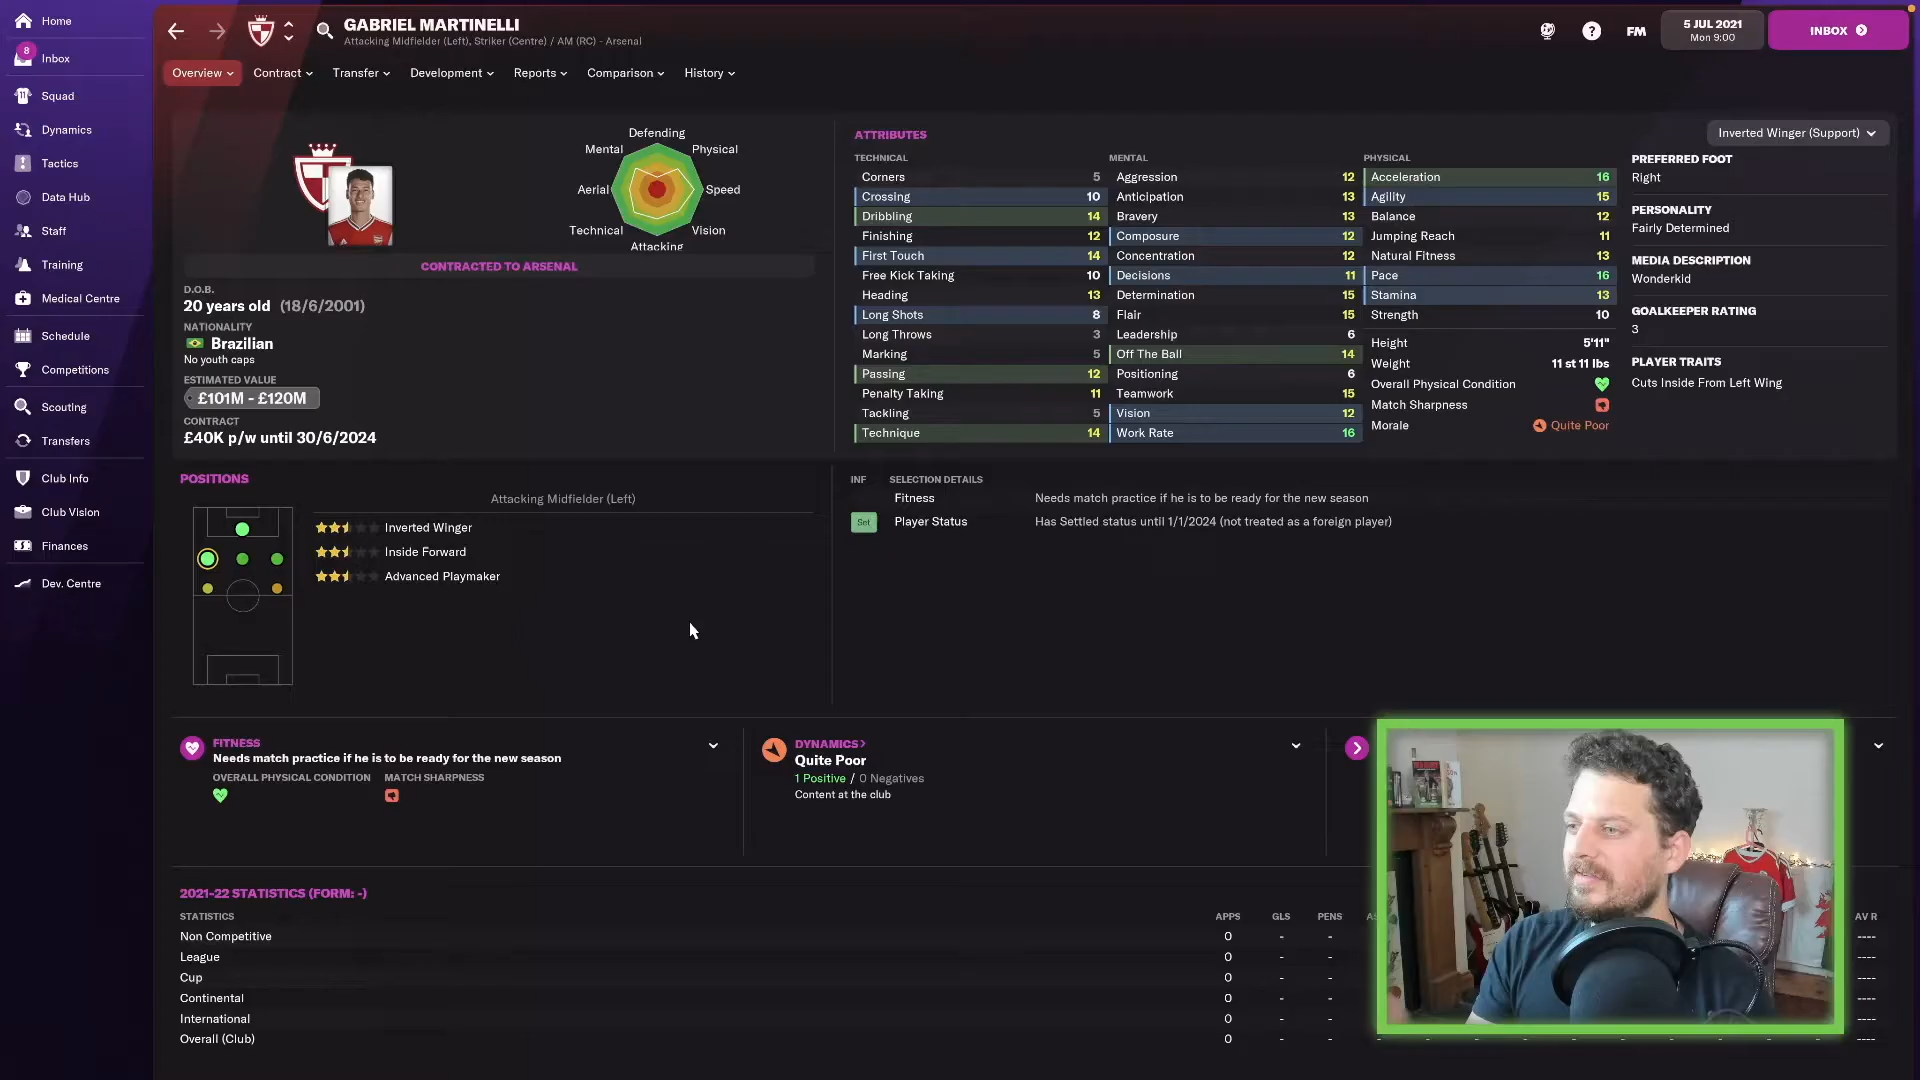 Home
Inbox
8
Squad
Dynamics
Tactics
Data Hub
Staff
Training
Medical Centre
Schedule
Competitions
Scouting
Transfers
Club Info
Club Vision
Finances
Dev. Centre
GABRIEL MARTINELLI
Attacking Midfielder (Left), Striker (Centre) / AM (RC) - Arsenal
FM
5 JUL 2021
Mon 9:00
INBOX
Overview Contract Transfer Development Reports Comparison History
Defending
Mental Physical
Aerial Speed
Technical Vision
Attacking
CONTRACTED TO ARSENAL
D.O.B.
20 years old (18/6/2001)
NATIONALITY
Brazilian
No youth caps
ESTIMATED VALUE
£101M - £120M
CONTRACT
£40K p/w until 30/6/2024
ATTRIBUTES
Inverted Winger (Support)
TECHNICAL
Corners 5
Crossing 10
Dribbling 14
Finishing 12
First Touch 14
Free Kick Taking 10
Heading 13
Long Shots 8
Long Throws 3
Marking 5
Passing 12
Penalty Taking 11
Tackling 5
Technique 14
MENTAL
Aggression 12
Anticipation 13
Bravery 13
Composure 12
Concentration 12
Decisions 11
Determination 15
Flair 15
Leadership 6
Off The Ball 14
Positioning 6
Teamwork 15
Vision 12
Work Rate 16
PHYSICAL
Acceleration 16
Agility 15
Balance 12
Jumping Reach 11
Natural Fitness 13
Pace 16
Stamina 13
Strength 10
Height 5'11"
Weight 11 st 11 lbs
Overall Physical Condition
Match Sharpness
Morale Quite Poor
PREFERRED FOOT
Right
PERSONALITY
Fairly Determined
MEDIA DESCRIPTION
Wonderkid
GOALKEEPER RATING
3
PLAYER TRAITS
Cuts Inside From Left Wing
POSITIONS
Attacking Midfielder (Left)
Inverted Winger
Inside Forward
Advanced Playmaker
INF SELECTION DETAILS
Fitness Needs match practice if he is to be ready for the new season
Set Player Status Has Settled status until 1/1/2024 (not treated as a foreign player)
FITNESS
Needs match practice if he is to be ready for the new season
OVERALL PHYSICAL CONDITION MATCH SHARPNESS
DYNAMICS>
Quite Poor
1 Positive / 0 Negatives
Content at the club
2021-22 STATISTICS (FORM: -)
STATISTICS APPS GLS PENS AV R
Non Competitive 0 - - ----
League 0 - - ----
Cup 0 - - ----
Continental 0 - - ----
International 0 - - ----
Overall (Club) 0 - - - - - - - - - - ----